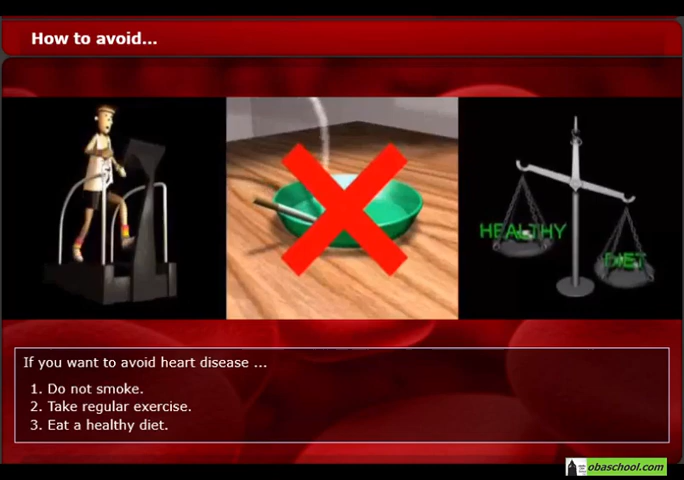 How to avoid...
HEALTHY
DIET
If you want to avoid heart disease ...
1. Do not smoke.
2. Take regular exercise.
3. Eat a healthy diet.
obaschool.com